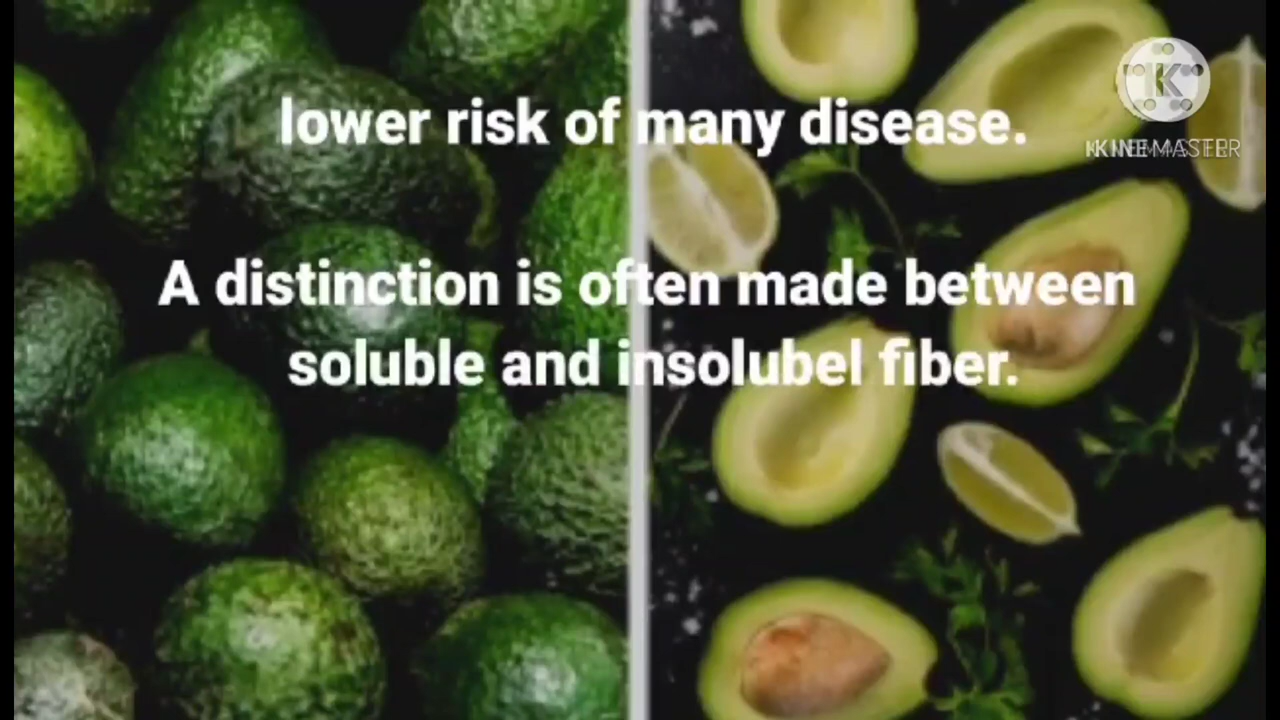 lower risk of many disease.
KINEMASTER
A distinction is often made between
soluble and insolubel fiber.